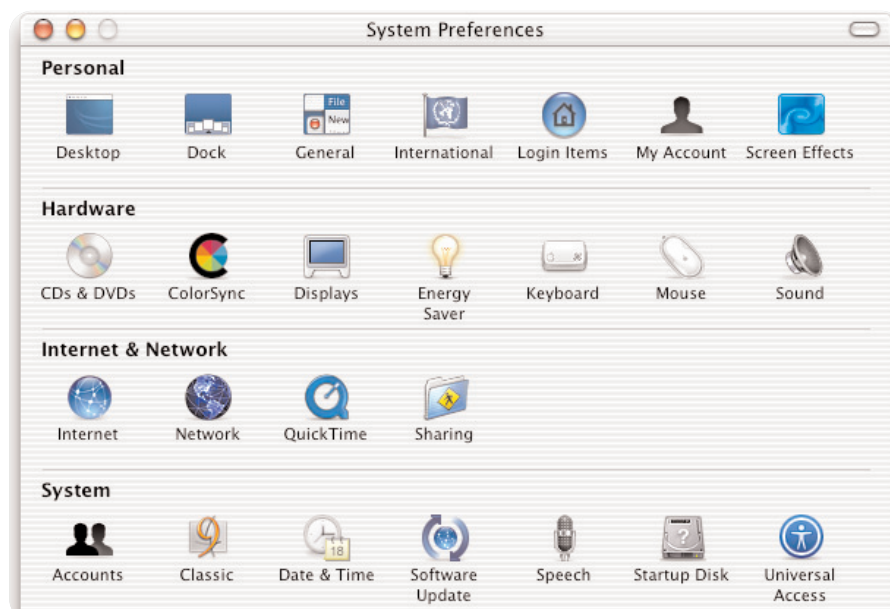 System Preferences
Personal
File
New
Desktop Dock General International Login Items My Account Screen Effects
Hardware
CDs & DVDs ColorSync Displays Energy Saver Keyboard Mouse Sound
Internet & Network
Internet Network QuickTime Sharing
System
18
Accounts Classic Date & Time Software Update Speech Startup Disk Universal Access